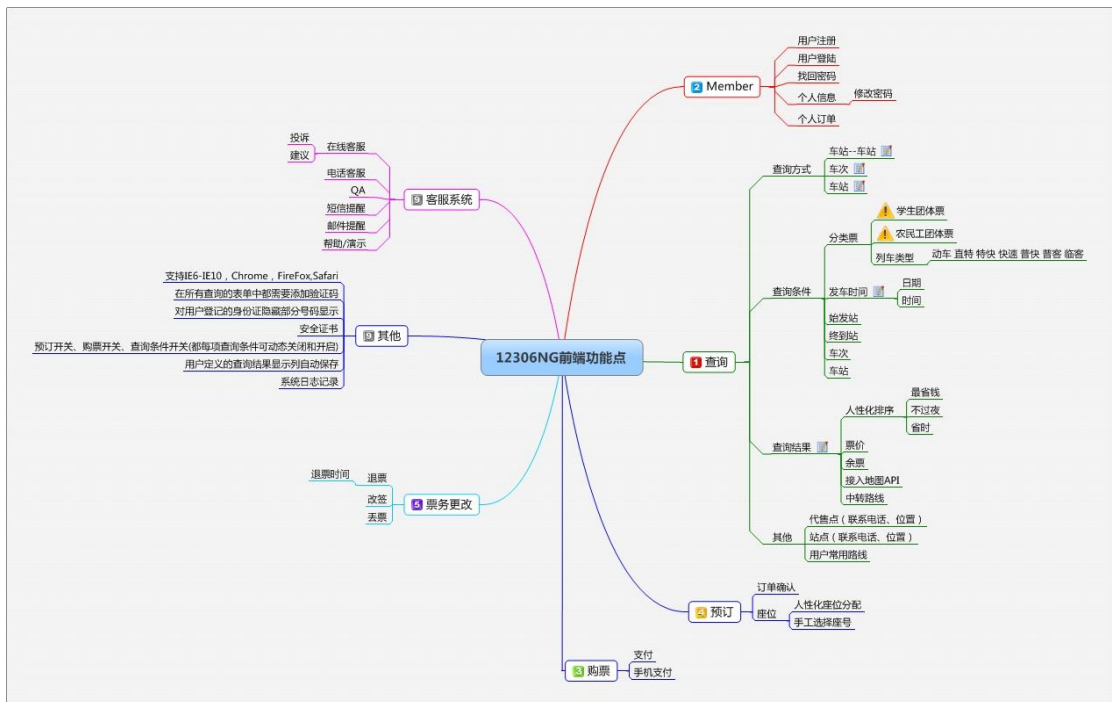 12306NG前端功能点
2 Member
用户注册
用户登陆
找回密码
个人信息
修改密码
个人订单
1 查询
查询方式
车站--车站
车次
车站
查询条件
分类票
学生团体票
农民工团体票
列车类型
动车 直特 特快 快速 普快 普客 临客
发车时间
日期
时间
始发站
终到站
车次
车站
查询结果
人性化排序
最省钱
不过夜
省时
票价
余票
接入地图API
中转路线
其他
代售点(联系电话、位置)
站点(联系电话、位置)
用户常用路线
4 预订
订单确认
座位
人性化座位分配
手工选择座号
3 购票
支付
手机支付
5 票务更改
退票
退票时间
改签
丢票
9 其他
支持IE6-IE10,Chrome,FireFox,Safari
在所有查询的表单中都需要添加验证码
对用户登记的身份证隐藏部分号码显示
安全证书
预订开关、购票开关、查询条件开关(都每项查询条件可动态关闭和开启)
用户定义的查询结果显示列自动保存
系统日志记录
9 客服系统
在线客服
投诉
建议
电话客服
QA
短信提醒
邮件提醒
帮助/演示